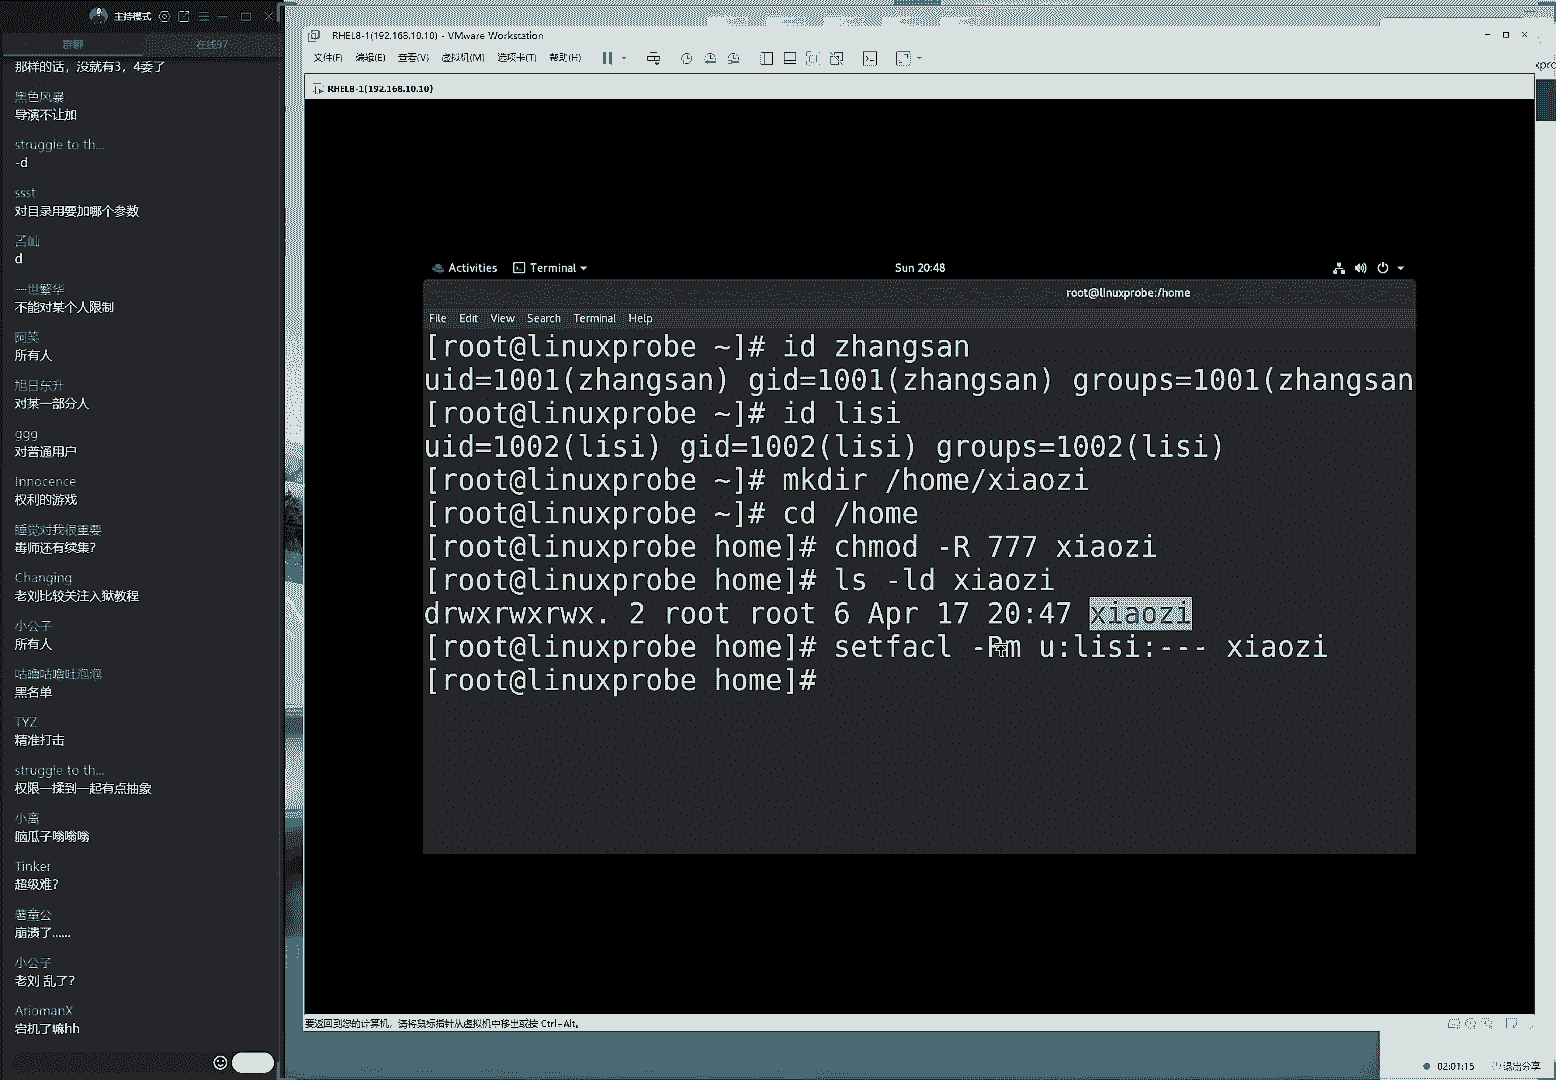 主持模式
群聊
在线97
那样的话，没就有3，4委了
黑色风暴
导演不让加
struggle to th...
-d
ssst
对目录用要加哪个参数
d
一世繁华
不能对某个人限制
阿笑
所有人
旭日东升
对某一部分人
ggg
对普通用户
Innocence
权利的游戏
睡觉对我很重要
毒师还有续集?
Changing
老刘比较关注入狱教程
小公子
所有人
咕噜咕噜吐泡泡
黑名单
TYZ
精准打击
struggle to th...
权限一揉到一起有点抽象
小离
脑瓜子嗡嗡嗡
Tinker
超级难?
薯童公
崩溃了......
小公子
老刘 乱了?
AriomanX
宕机了嘛hh
RHEL8-1(192.168.10.10) - VMware Workstation
文件(F) 编辑(E) 查看(V) 虚拟机(M) 选项卡(T) 帮助(H)
RHEL8-1(192.168.10.10)
Activities Terminal Sun 20:48
root@linuxprobe:/home
File Edit View Search Terminal Help
[root@linuxprobe ~]# id zhangsan
uid=1001(zhangsan) gid=1001(zhangsan) groups=1001(zhangsan
[root@linuxprobe ~]# id lisi
uid=1002(lisi) gid=1002(lisi) groups=1002(lisi)
[root@linuxprobe ~]# mkdir /home/xiaozi
[root@linuxprobe ~]# cd /home
[root@linuxprobe home]# chmod -R 777 xiaozi
[root@linuxprobe home]# ls -ld xiaozi
drwxrwxrwx. 2 root root 6 Apr 17 20:47 xiaozi
[root@linuxprobe home]# setfacl -Rm u:lisi:--- xiaozi
[root@linuxprobe home]#
要返回到您的计算机，请将鼠标指针从虚拟机中移出或按 Ctrl+Alt。
02:01:15
退出分享